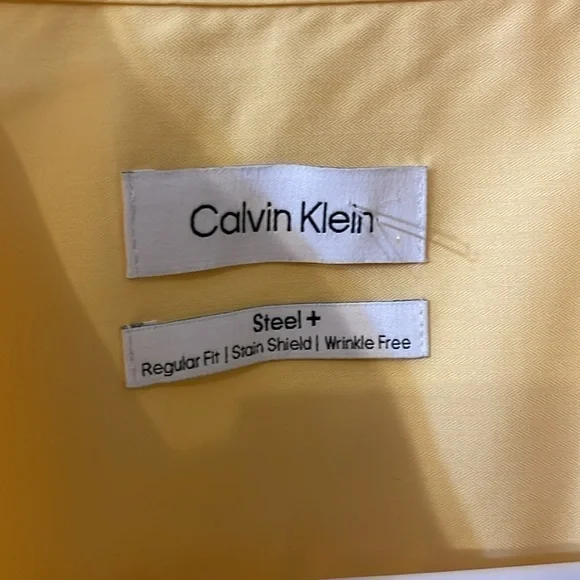 Calvin Klein
Steel +
Regular Fit | Stain Shield | Wrinkle Free